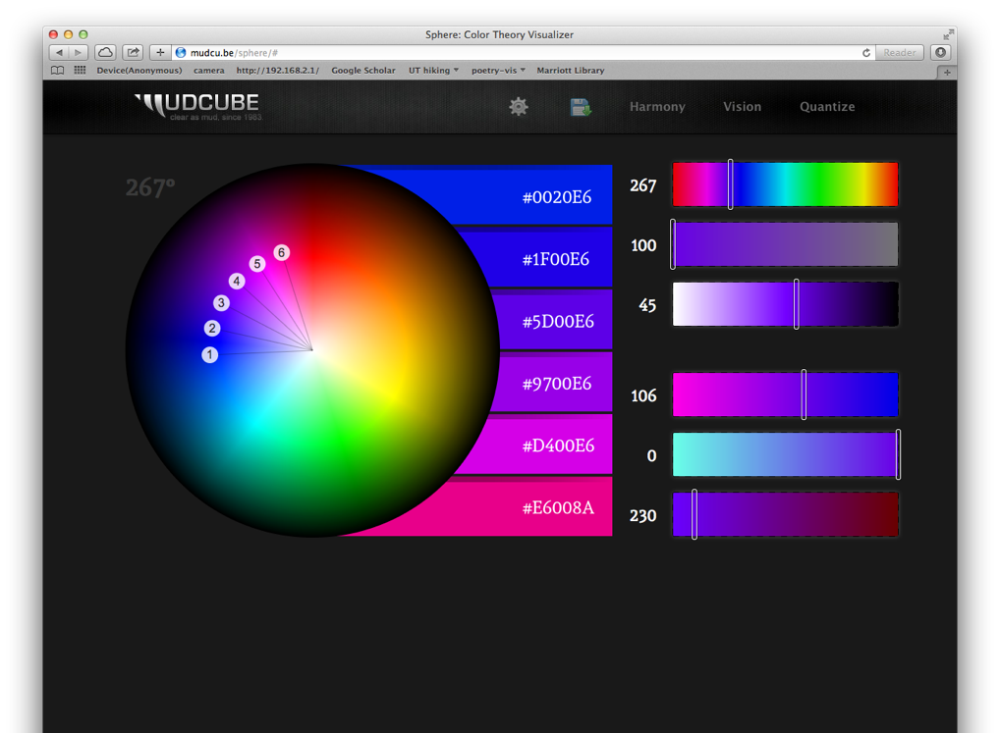 Sphere: Color Theory Visualizer
mudcu.be/sphere/#
Reader
Device(Anonymous) camera http://192.168.2.1/ Google Scholar UT hiking poetry-vis Marriott Library
MUDCUBE
clear as mud, since 1983.
Harmony Vision Quantize
267°
1
2
3
4
5
6
#0020E6
#1F00E6
#5D00E6
#9700E6
#D400E6
#E6008A
267
100
45
106
0
230